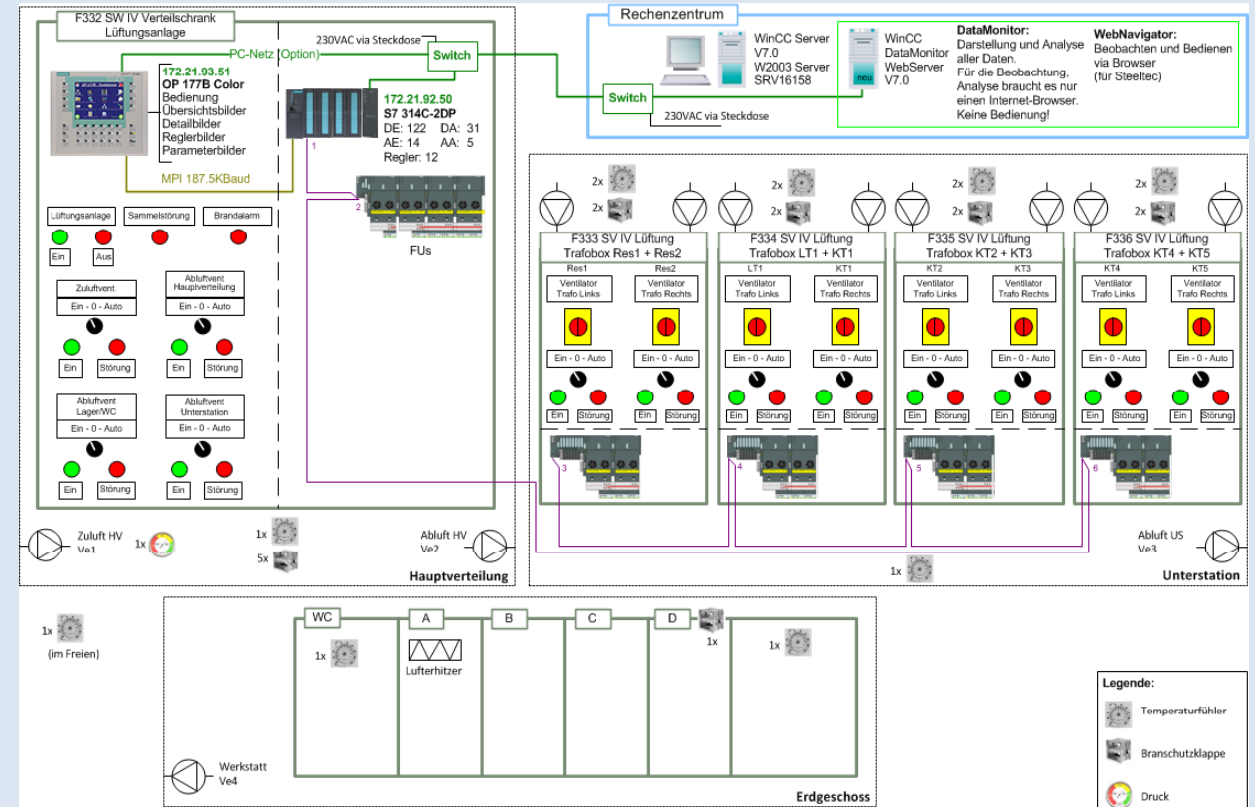 F332 SW IV Verteilschrank
Lüftungsanlage
PC-Netz (Option)
230VAC via Steckdose
Switch
172.21.93.51
OP 177B Color
Bedienung
Übersichtsbilder
Detailbilder
Reglerbilder
Parameterbilder
MPI 187.5KBaud
172.21.92.50
S7 314C-2DP
DE: 122 DA: 31
AE: 14 AA: 5
Regler: 12
1
2
FUs
Lüftungsanlage
Sammelstörung
Brandalarm
Ein
Aus
Zuluftvent.
Ein - 0 - Auto
Ein
Störung
Abluftvent
Hauptverteilung
Ein - 0 - Auto
Ein
Störung
Abluftvent
Lager/WC
Ein - 0 - Auto
Ein
Störung
Abluftvent
Unterstation
Ein - 0 - Auto
Ein
Störung
Zuluft HV
Ve1
1x
1x
5x
Abluft HV
Ve2
Hauptverteilung
Rechenzentrum
WinCC Server
V7.0
W2003 Server
SRV16158
Switch
230VAC via Steckdose
neu
WinCC
DataMonitor
WebServer
V7.0
DataMonitor:
Darstellung und Analyse
aller Daten.
Für die Beobachtung,
Analyse braucht es nur
einen Internet-Browser.
Keine Bedienung!
WebNavigator:
Beobachten und Bedienen
via Browser
(für Steeltec)
2x
2x
F333 SV IV Lüftung
Trafobox Res1 + Res2
Res1
Res2
Ventilator
Trafo Links
Ventilator
Trafo Rechts
Ein - 0 - Auto
Ein - 0 - Auto
Ein
Störung
Ein
Störung
3
2x
2x
F334 SV IV Lüftung
Trafobox LT1 + KT1
LT1
KT1
Ventilator
Trafo Links
Ventilator
Trafo Rechts
Ein - 0 - Auto
Ein - 0 - Auto
Ein
Störung
Ein
Störung
4
2x
2x
F335 SV IV Lüftung
Trafobox KT2 + KT3
KT2
KT3
Ventilator
Trafo Links
Ventilator
Trafo Rechts
Ein - 0 - Auto
Ein - 0 - Auto
Ein
Störung
Ein
Störung
5
2x
2x
F336 SV IV Lüftung
Trafobox KT4 + KT5
KT4
KT5
Ventilator
Trafo Links
Ventilator
Trafo Rechts
Ein - 0 - Auto
Ein - 0 - Auto
Ein
Störung
Ein
Störung
6
1x
Abluft US
Ve3
Unterstation
1x
(im Freien)
WC
A
B
C
D
1x
Lufterhitzer
1x
1x
Werkstatt
Ve4
Erdgeschoss
Legende:
Temperaturfühler
Branschutzklappe
Druck